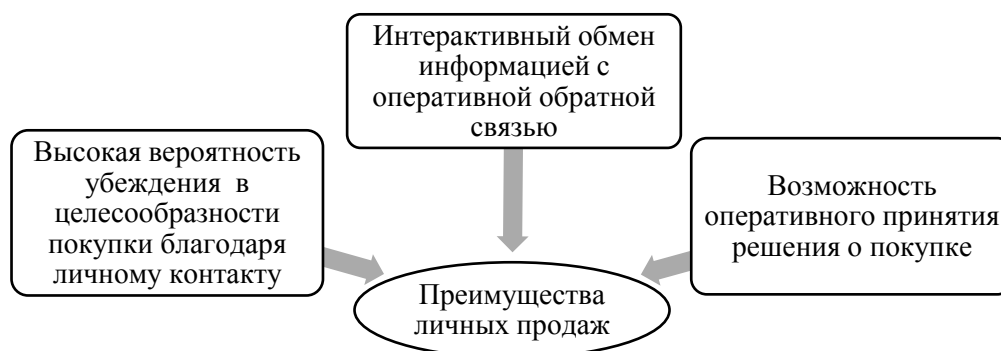 Интерактивный обмен
информацией с
оперативной обратной
связью
Высокая вероятность
убеждения в
целесообразности
покупки благодаря
личному контакту
Возможность
оперативного принятия
решения о покупке
Преимущества
личных продаж